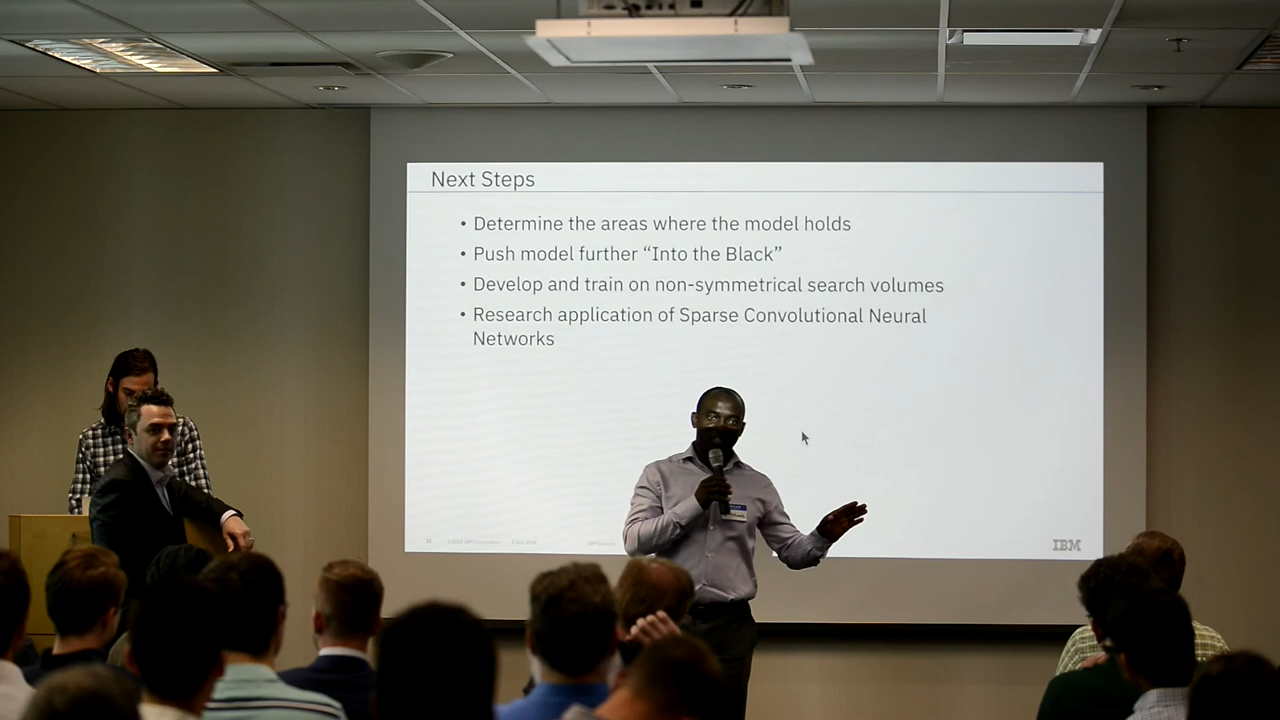 Next Steps
• Determine the areas where the model holds
• Push model further “Into the Black”
• Develop and train on non-symmetrical search volumes
• Research application of Sparse Convolutional Neural
Networks
IBM